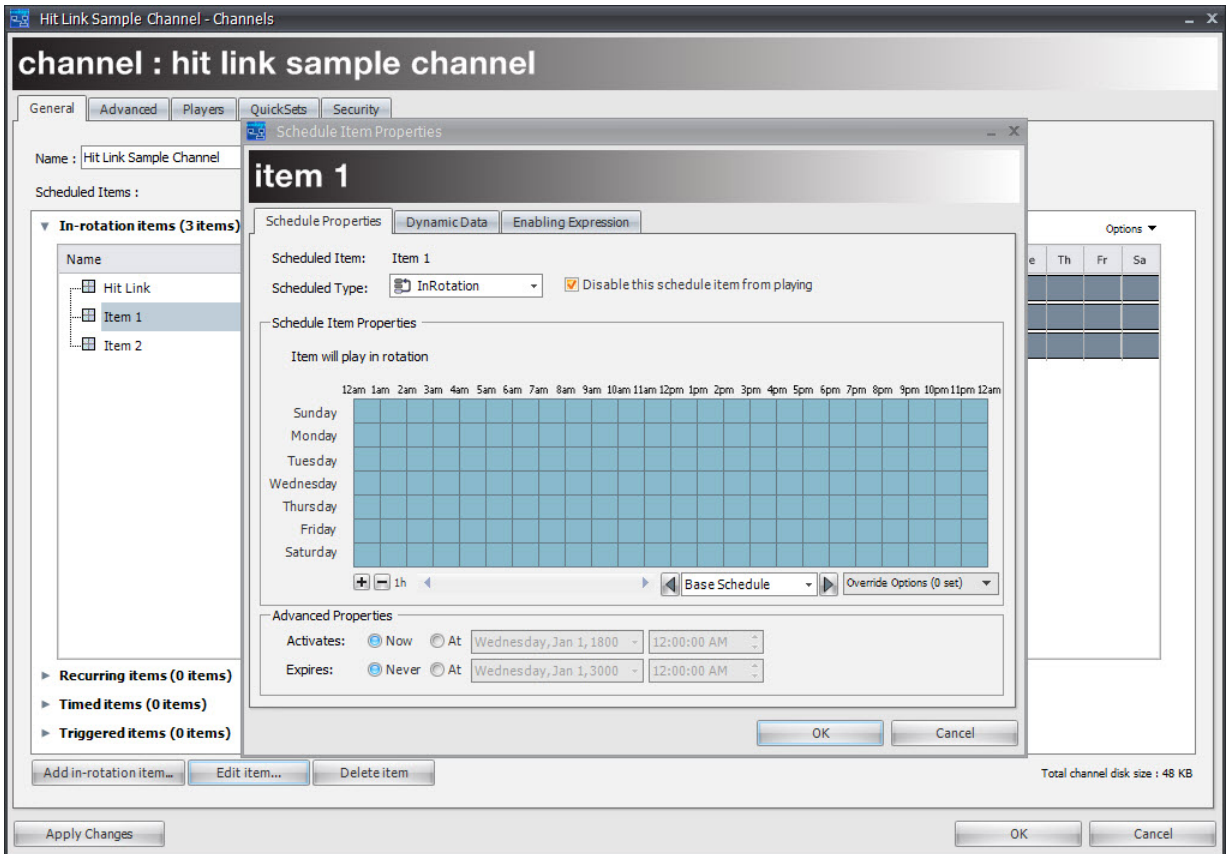 Hit Link Sample Channel - Channels
channel : hit link sample channel
General Advanced Players QuickSets Security
Name : Hit Link Sample Channel
Scheduled Items :
In-rotation items (3 items)
Options
Name
e Th Fr Sa
Hit Link
Item 1
Item 2
Recurring items (0 items)
Timed items (0 items)
Triggered items (0 items)
Add in-rotation item... Edit item... Delete item
Total channel disk size : 48 KB
Apply Changes
OK Cancel
Schedule Item Properties
item 1
Schedule Properties Dynamic Data Enabling Expression
Scheduled Item: Item 1
Scheduled Type: InRotation Disable this schedule item from playing
Schedule Item Properties
Item will play in rotation
12am 1am 2am 3am 4am 5am 6am 7am 8am 9am 10am 11am 12pm 1pm 2pm 3pm 4pm 5pm 6pm 7pm 8pm 9pm 10pm 11pm 12am
Sunday
Monday
Tuesday
Wednesday
Thursday
Friday
Saturday
1h Base Schedule Override Options (0 set)
Advanced Properties
Activates: Now At Wednesday, Jan 1, 1800 12:00:00 AM
Expires: Never At Wednesday, Jan 1, 3000 12:00:00 AM
OK Cancel